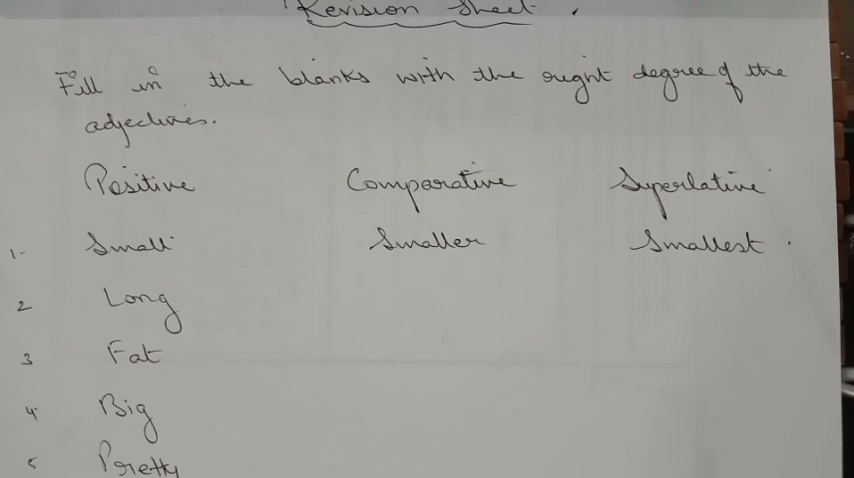 Revision Sheet.
Fill in the blanks with the right degree of the
adjectives.
Positive Comparative Superlative
1- Small Smaller Smallest.
2 Long
3 Fat
4 Big
5 Pretty